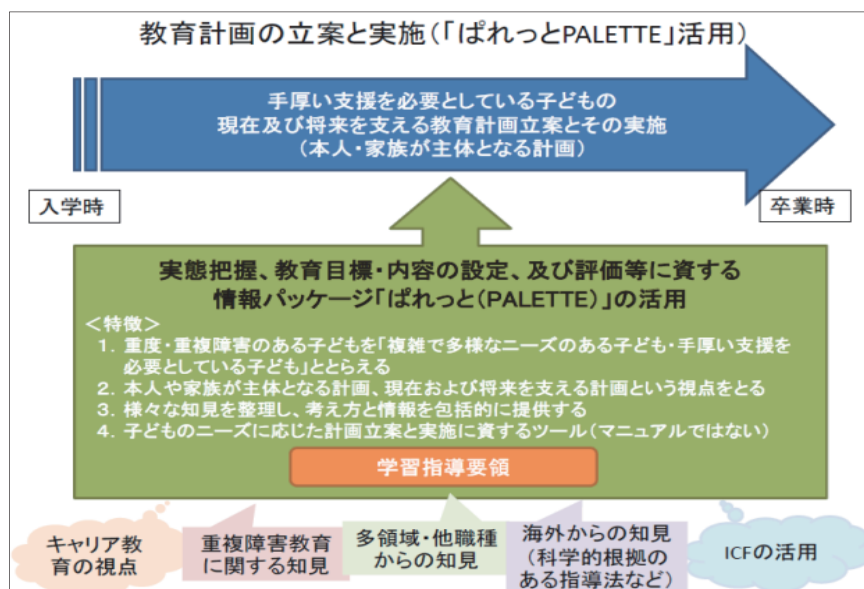 教育計画の立案と実施(「ぱれっとPALETTE」活用)
手厚い支援を必要としている子どもの
現在及び将来を支える教育計画立案とその実施
(本人・家族が主体となる計画)
入学時
卒業時
実態把握、教育目標・内容の設定、及び評価等に資する
情報パッケージ「ぱれっと(PALETTE)」の活用
＜特徴＞
1. 重度・重複障害のある子どもを「複雑で多様なニーズのある子ども・手厚い支援を
必要としている子ども」ととらえる
2. 本人や家族が主体となる計画、現在および将来を支える計画という視点をとる
3. 様々な知見を整理し、考え方と情報を包括的に提供する
4. 子どものニーズに応じた計画立案と実施に資するツール(マニュアルではない)
学習指導要領
キャリア教
育の視点
重複障害教育
に関する知見
多領域・他職種
からの知見
海外からの知見
(科学的根拠の
ある指導法など)
ICFの活用